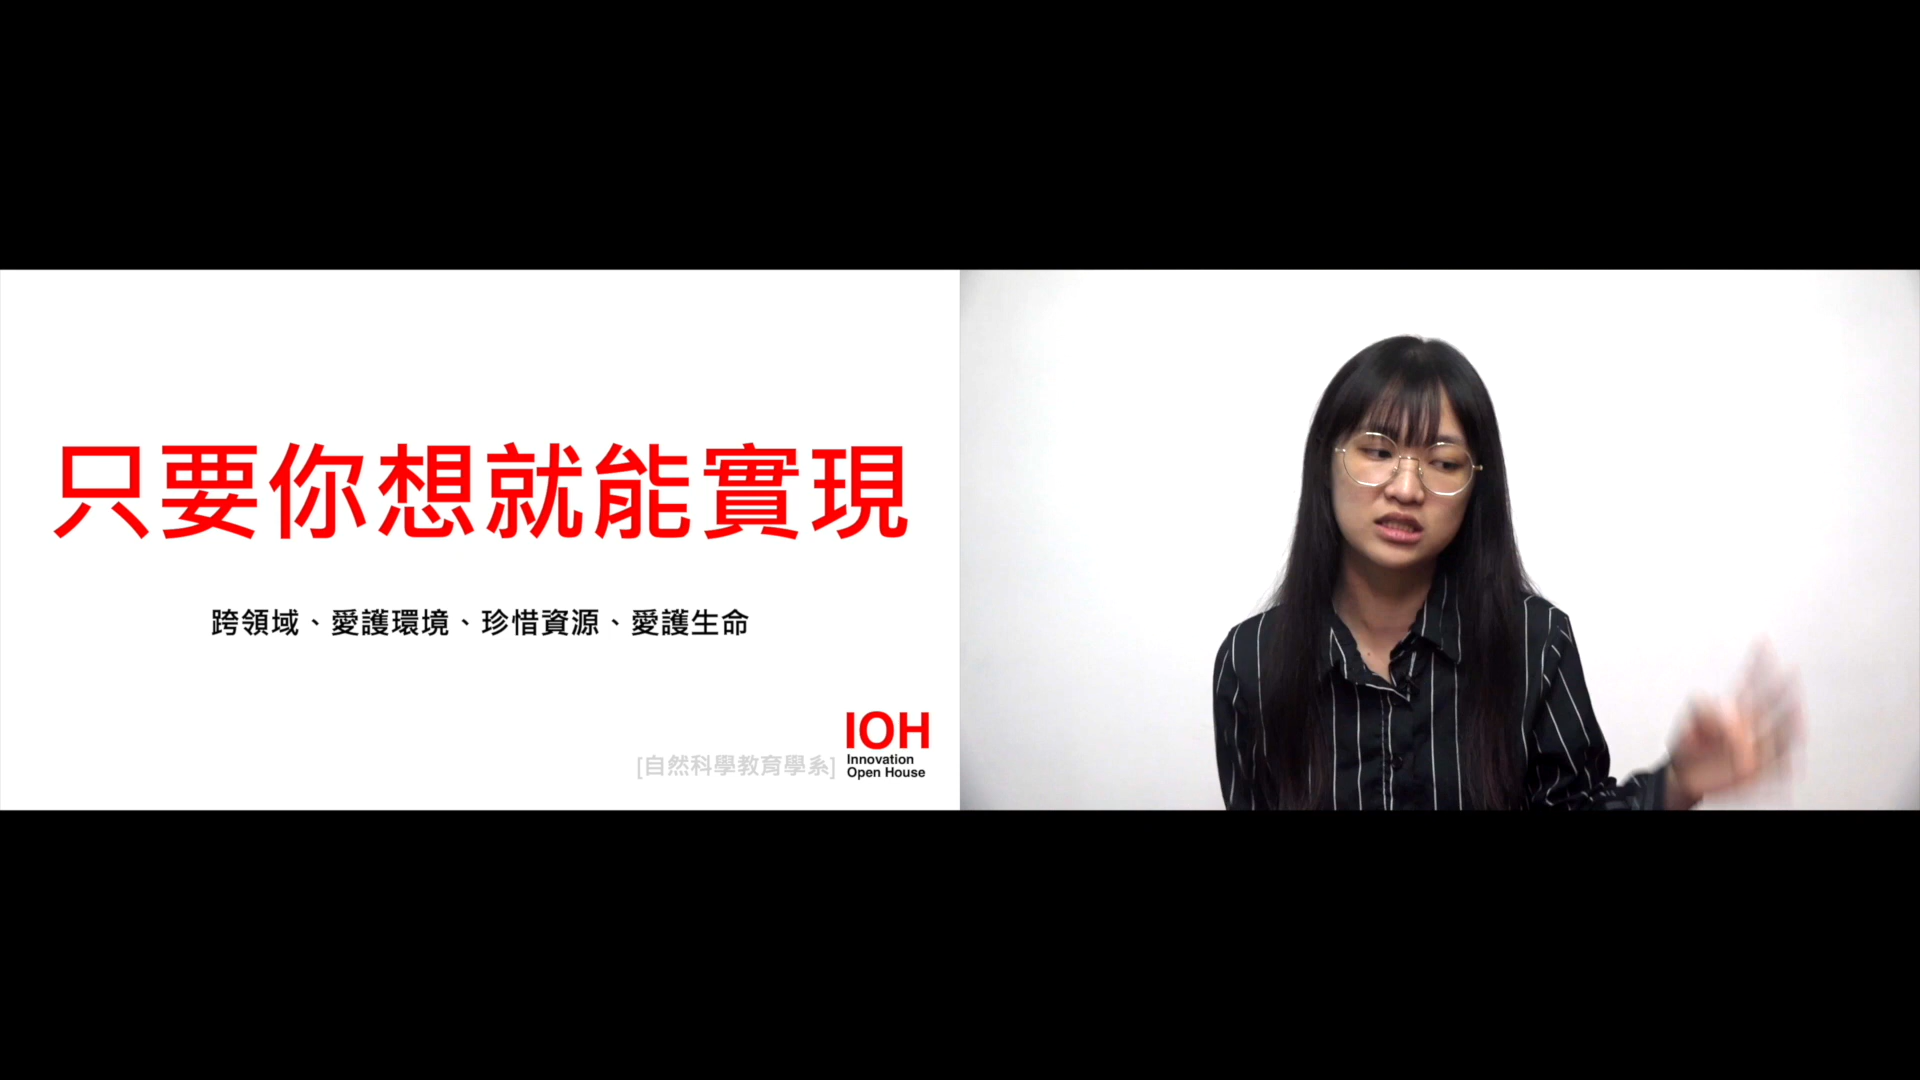 只要你想就能實現
跨領域、愛護環境、珍惜資源、愛護生命
[自然科學教育學系]
IOH
Innovation
Open House